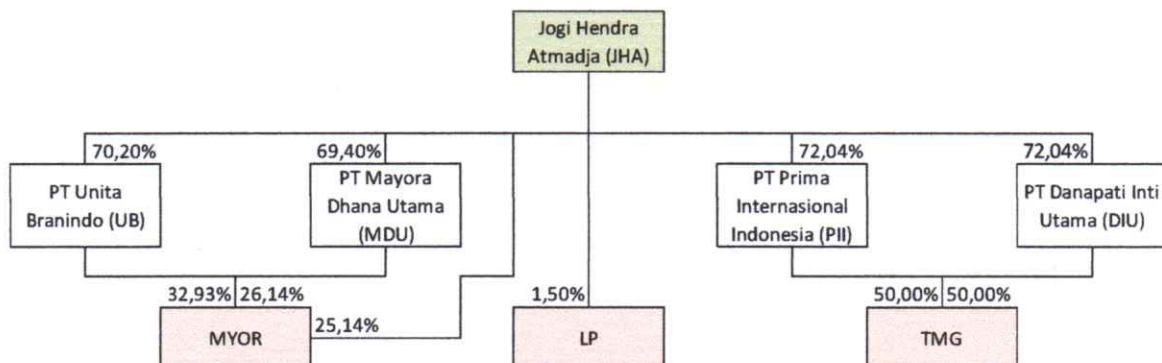 Jogi Hendra
Atmadja (JHA)
70,20%
69,40%
72,04%
72,04%
PT Unita
Branindo (UB)
PT Mayora
Dhana Utama
(MDU)
PT Prima
Internasional
Indonesia (PII)
PT Danapati Inti
Utama (DIU)
32,93% 26,14%
1,50%
50,00% 50,00%
MYOR
25,14%
LP
TMG